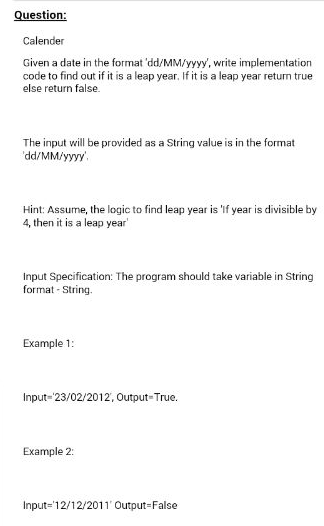 Question:
Calender
Given a date in the format 'dd/MM/yyyy', write implementation
code to find out if it is a leap year. If it is a leap year return true
else return false.
The input will be provided as a String value is in the format
'dd/MM/yyyy'.
Hint: Assume, the logic to find leap year is 'If year is divisible by
4, then it is a leap year'
Input Specification: The program should take variable in String
format - String.
Example 1:
Input='23/02/2012', Output=True.
Example 2:
Input='12/12/2011' Output=False